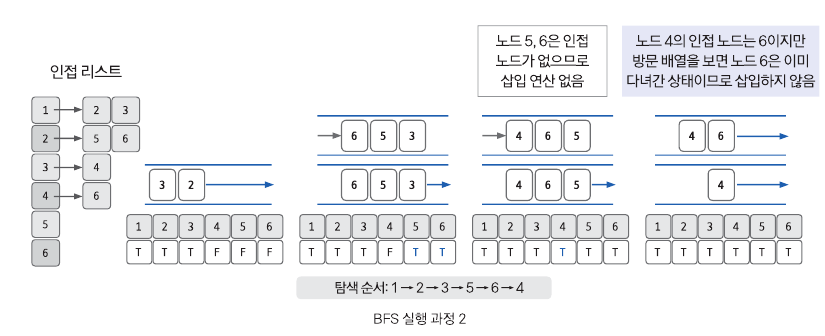 노드 5, 6은 인접
노드가 없으므로
삽입 연산 없음
노드 4의 인접 노드는 6이지만
방문 배열을 보면 노드 6은 이미
다녀간 상태이므로 삽입하지 않음
인접 리스트
1 2 3
2 5 6
3 4
4 6
5
6
3 2
1 2 3 4 5 6
T T T F F F
6 5 3
6 5 3
1 2 3 4 5 6
T T T F T T
4 6 5
4 6 5
1 2 3 4 5 6
T T T T T T
4 6
4
1 2 3 4 5 6
T T T T T T
탐색 순서: 1→2→3→5→6→4
BFS 실행 과정 2